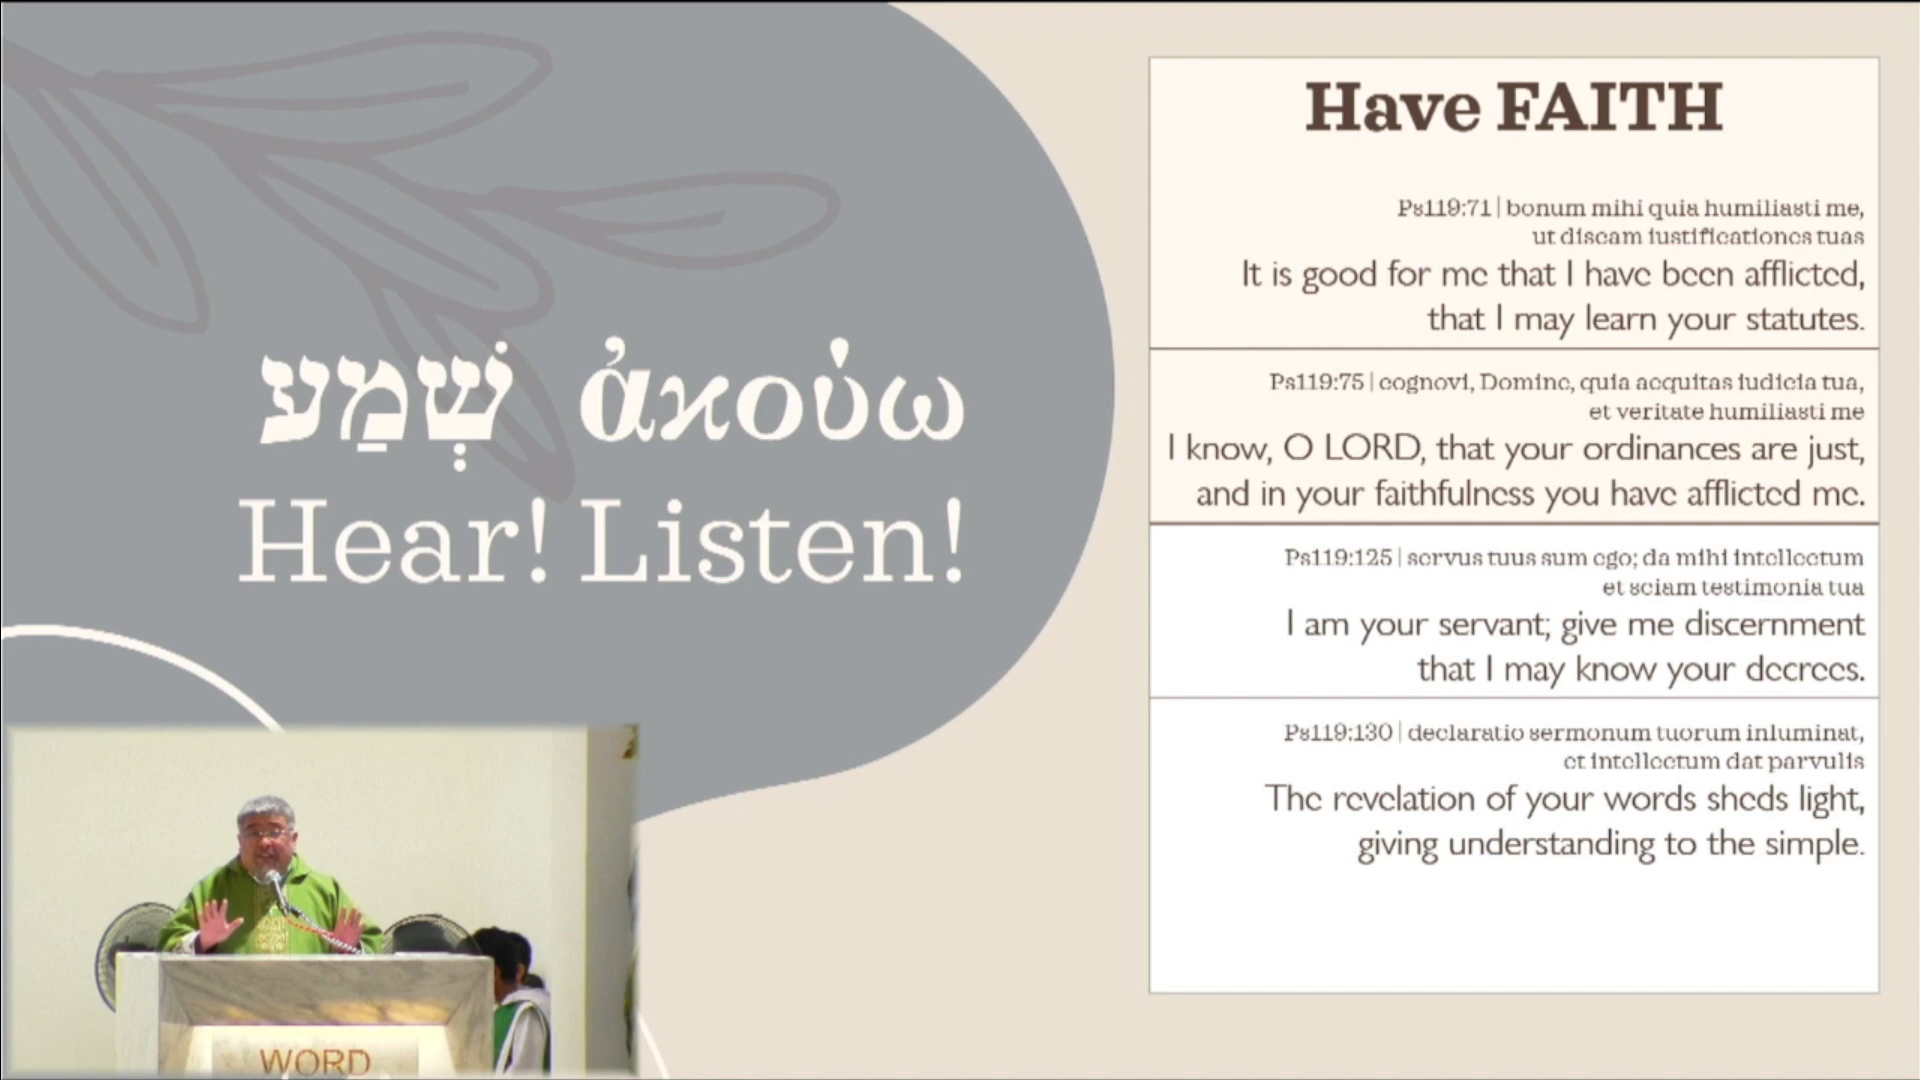 שְׁמַע ἀκούω
Hear! Listen!
Have FAITH
Ps119:71 | bonum mihi quia humiliasti me,
ut discam iustificationes tuas
It is good for me that I have been afflicted,
that I may learn your statutes.
Ps119:75 | cognovi, Domine, quia aequitas iudicia tua,
et veritate humiliasti me
I know, O LORD, that your ordinances are just,
and in your faithfulness you have afflicted me.
Ps119:125 | servus tuus sum ego; da mihi intellectum
et sciam testimonia tua
I am your servant; give me discernment
that I may know your decrees.
Ps119:130 | declaratio sermonum tuorum inluminat,
et intellectum dat parvulis
The revelation of your words sheds light,
giving understanding to the simple.
WORD